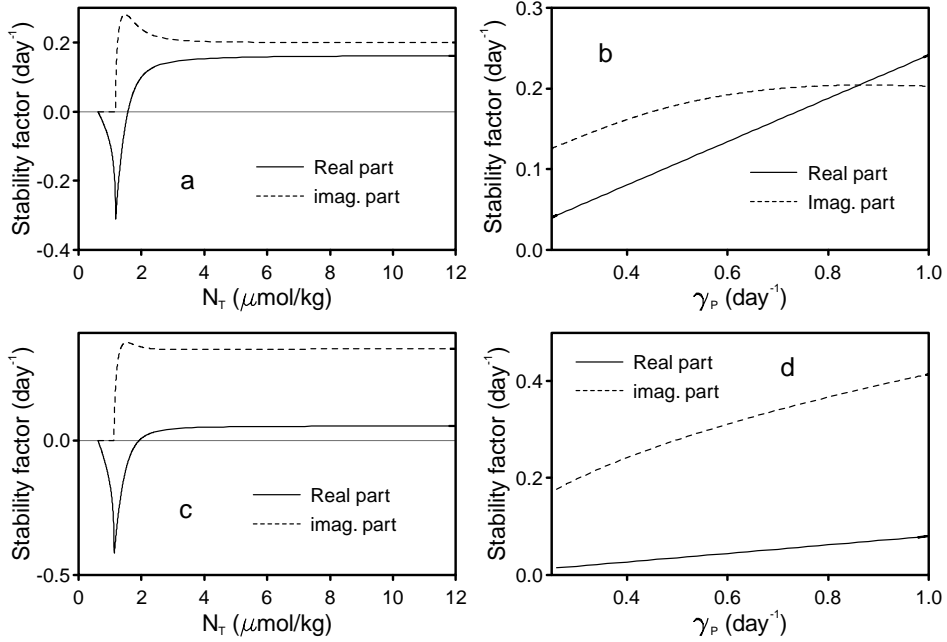 Stability factor (day⁻¹)
0.2
0.0
-0.2
-0.4
a
Real part
imag. part
0
2
4
6
8
10
12
N_T (μmol/kg)
Stability factor (day⁻¹)
0.3
0.2
0.1
0.0
b
Real part
Imag. part
0.4
0.6
0.8
1.0
γ_P (day⁻¹)
Stability factor (day⁻¹)
0.0
-0.5
c
Real part
imag. part
0
2
4
6
8
10
12
N_T (μmol/kg)
Stability factor (day⁻¹)
0.4
0.2
0.0
Real part
imag. part
d
0.4
0.6
0.8
1.0
γ_P (day⁻¹)